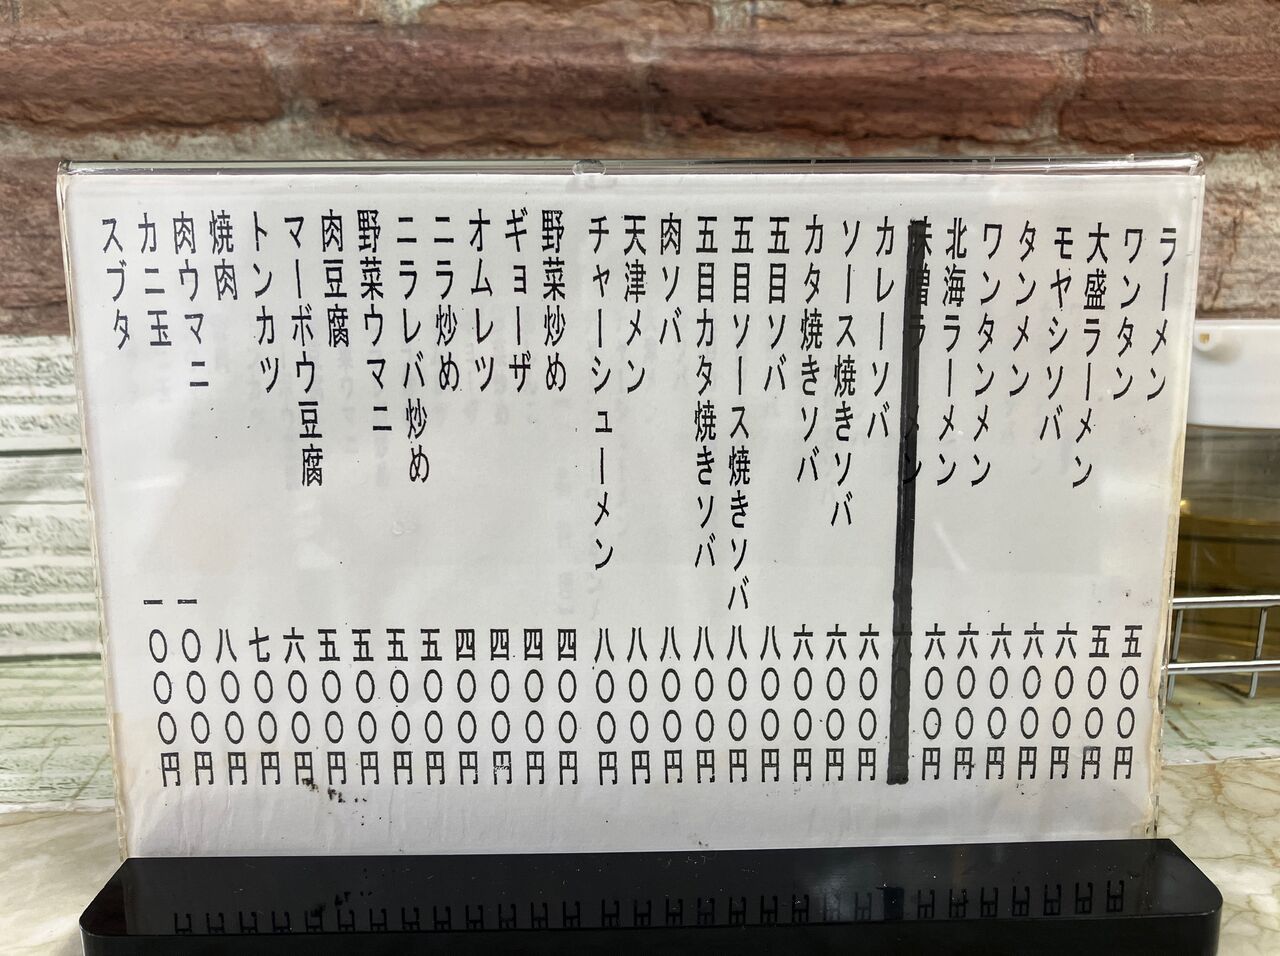 ラーメン 五〇〇円
ワンタン 五〇〇円
大盛ラーメン 六〇〇円
モヤシソバ 六〇〇円
タンメン 六〇〇円
ワンタンメン 六〇〇円
北海ラーメン 六〇〇円
味噌ラーメン 六〇〇円
カレーソバ 六〇〇円
ソース焼きソバ 六〇〇円
カタ焼きソバ 六〇〇円
五目ソバ 八〇〇円
五目ソース焼きソバ 八〇〇円
五目カタ焼きソバ 八〇〇円
肉ソバ 八〇〇円
天津メン 八〇〇円
チャーシューメン 八〇〇円
野菜炒め 四〇〇円
ギョーザ 四〇〇円
オムレツ 四〇〇円
ニラ炒め 四〇〇円
ニラレバ炒め 五〇〇円
野菜ウマニ 五〇〇円
肉豆腐 五〇〇円
マーボウ豆腐 五〇〇円
トンカツ 六〇〇円
焼肉 七〇〇円
肉ウマニ 八〇〇円
カニ玉 一〇〇〇円
スブタ 一〇〇〇円